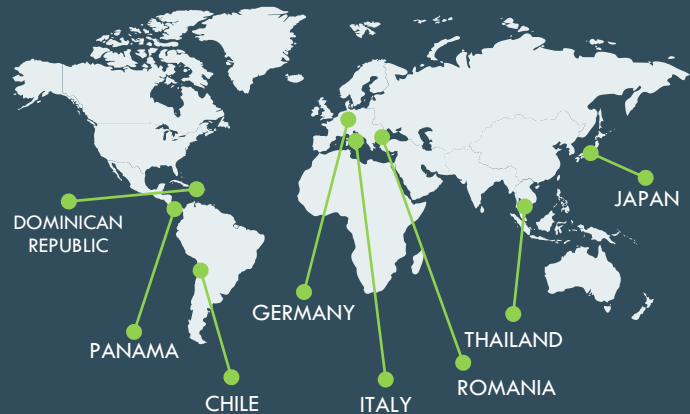 DOMINICAN
REPUBLIC
JAPAN
GERMANY
THAILAND
PANAMA
ROMANIA
CHILE
ITALY